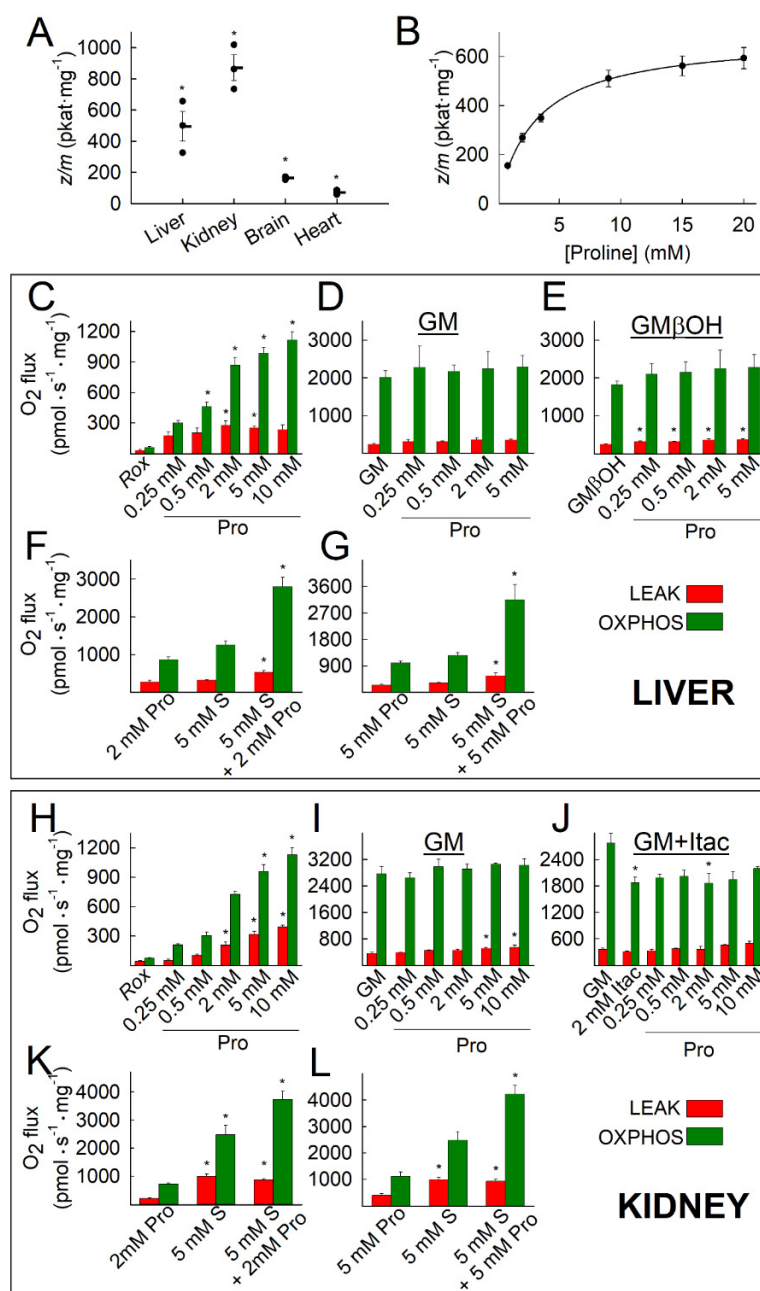 A
B
z/m (pkat·mg-1)
1000
800
600
400
200
0
*
*
*
*
Liver
Kidney
Brain
Heart
z/m (pkat·mg-1)
600
400
200
0
5
10
15
20
[Proline] (mM)
C
D
E
GM
GMβOH
O2 flux
(pmol · s-1 · mg-1)
1200
900
600
300
* * * * * *
Rox
0.25 mM
0.5 mM
2 mM
5 mM
10 mM
Pro
3000
2000
1000
GM
0.25 mM
0.5 mM
2 mM
5 mM
Pro
3000
2000
1000
* * * *
GMβOH
0.25 mM
0.5 mM
2 mM
5 mM
Pro
F
G
O2 flux
(pmol · s-1 · mg-1)
3000
2000
1000
*
*
2 mM Pro
5 mM S
5 mM S
+ 2 mM Pro
3600
2700
1800
900
*
*
5 mM Pro
5 mM S
5 mM S
+ 5 mM Pro
LEAK
OXPHOS
LIVER
H
I
J
GM
GM+Itac
O2 flux
(pmol · s-1 · mg-1)
1200
900
600
300
* * * * *
Rox
0.25 mM
0.5 mM
2 mM
5 mM
10 mM
Pro
3200
2400
1600
800
* *
GM
0.25 mM
0.5 mM
2 mM
5 mM
10 mM
Pro
2400
1800
1200
600
* *
GM
2 mM Itac
0.25 mM
0.5 mM
2 mM
5 mM
10 mM
Pro
K
L
O2 flux
(pmol · s-1 · mg-1)
4000
3000
2000
1000
* * * *
2mM Pro
5 mM S
5 mM S
+ 2mM Pro
4000
3000
2000
1000
* * *
5 mM Pro
5 mM S
5 mM S
+ 5 mM Pro
LEAK
OXPHOS
KIDNEY